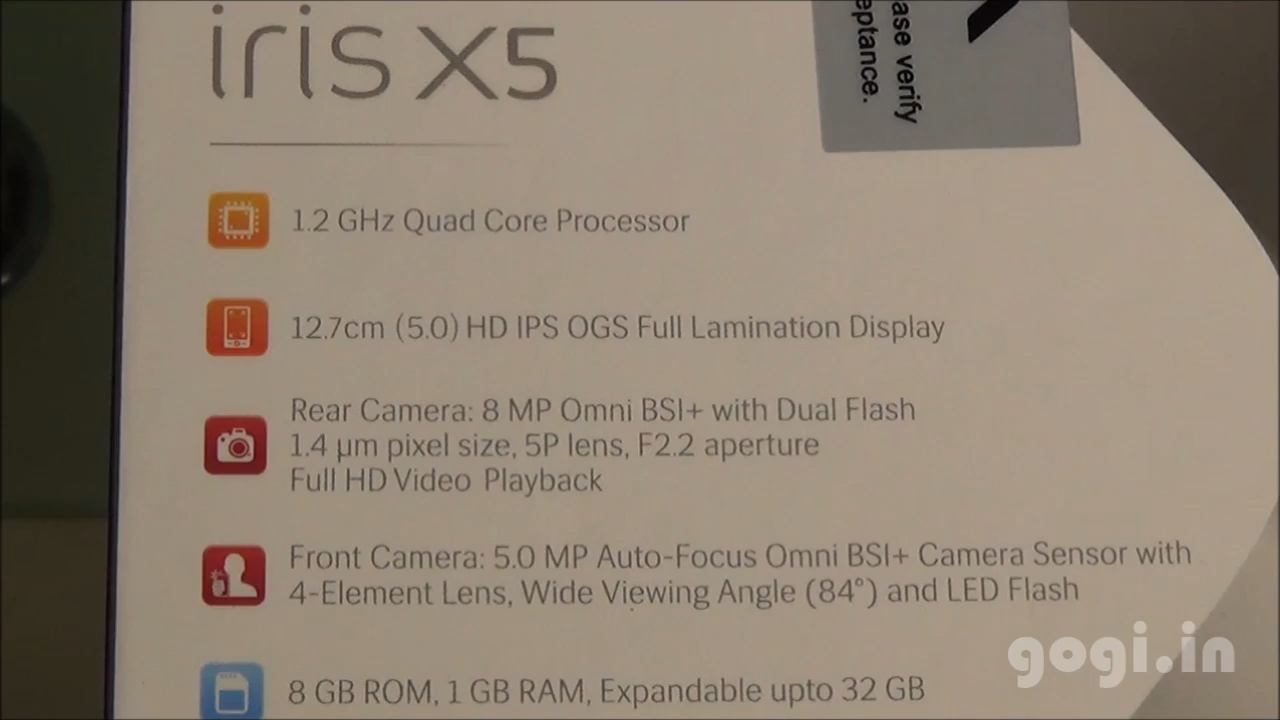 iris X5
ase verify
eptance.
1.2 GHz Quad Core Processor
12.7cm (5.0) HD IPS OGS Full Lamination Display
Rear Camera: 8 MP Omni BSI+ with Dual Flash
1.4 µm pixel size, 5P lens, F2.2 aperture
Full HD Video Playback
Front Camera: 5.0 MP Auto-Focus Omni BSI+ Camera Sensor with
4-Element Lens, Wide Viewing Angle (84°) and LED Flash
8 GB ROM, 1 GB RAM, Expandable upto 32 GB
gogi.in